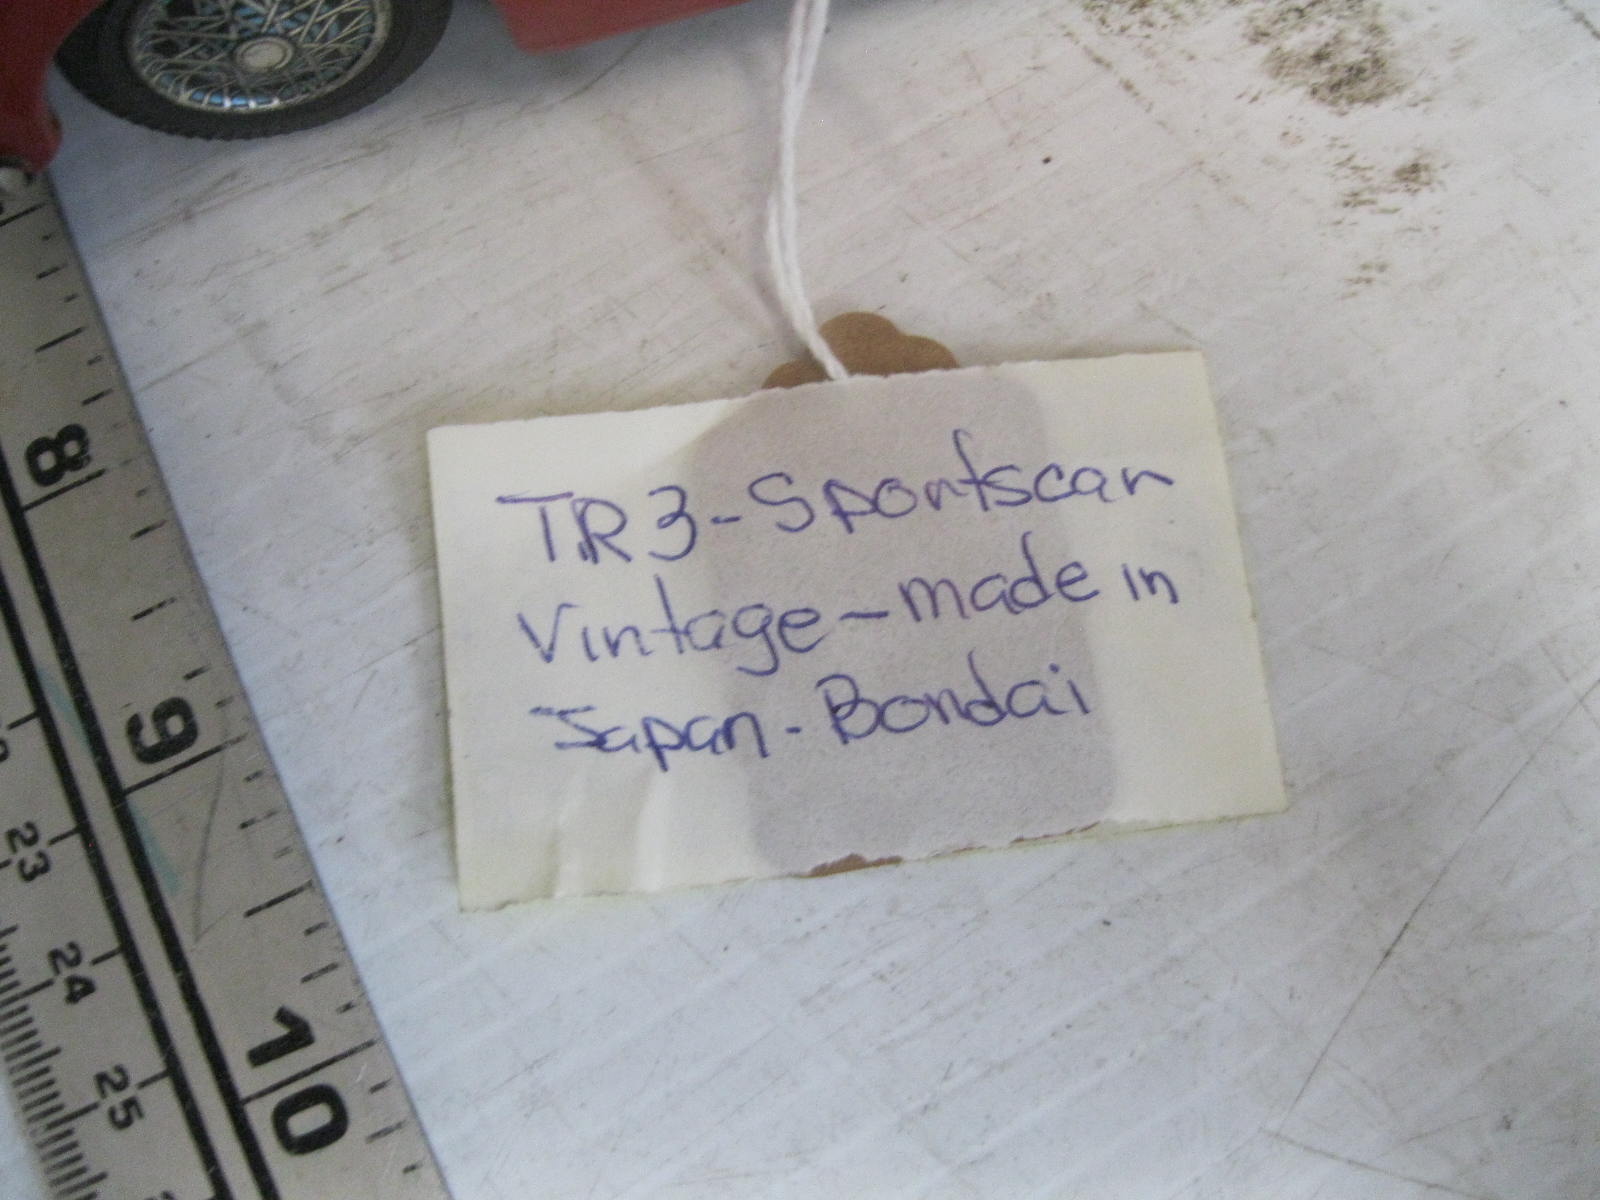 TR3-Sportscar
Vintage-made in
Japan-Bondai
8
9
10
23
24
25